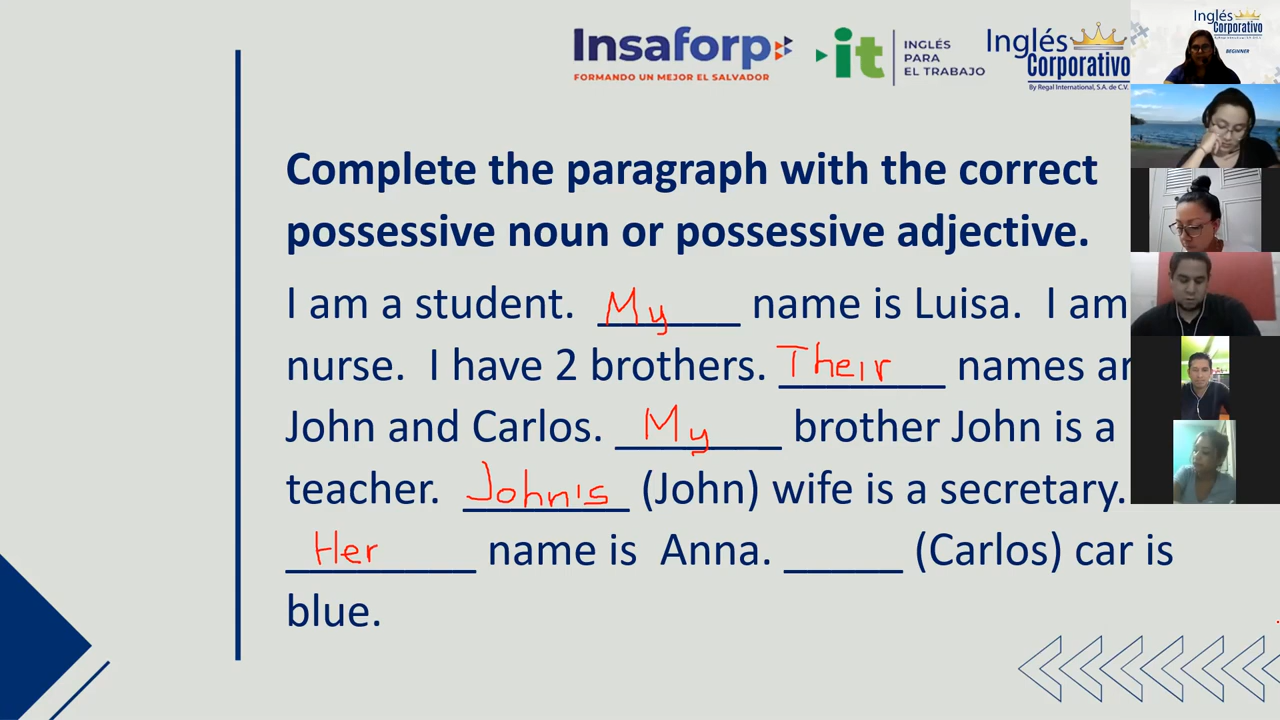 Insaforp
FORMANDO UN MEJOR EL SALVADOR
it
INGLÉS
PARA
EL TRABAJO
Inglés
Corporativo
By Regal International, S.A. de C.V.
Inglés
Corporativo
BEGINNER
Complete the paragraph with the correct
possessive noun or possessive adjective.
I am a student. My name is Luisa. I am
nurse. I have 2 brothers. Their names ar
John and Carlos. My brother John is a
teacher. John's (John) wife is a secretary.
Her name is Anna. _____ (Carlos) car is
blue.